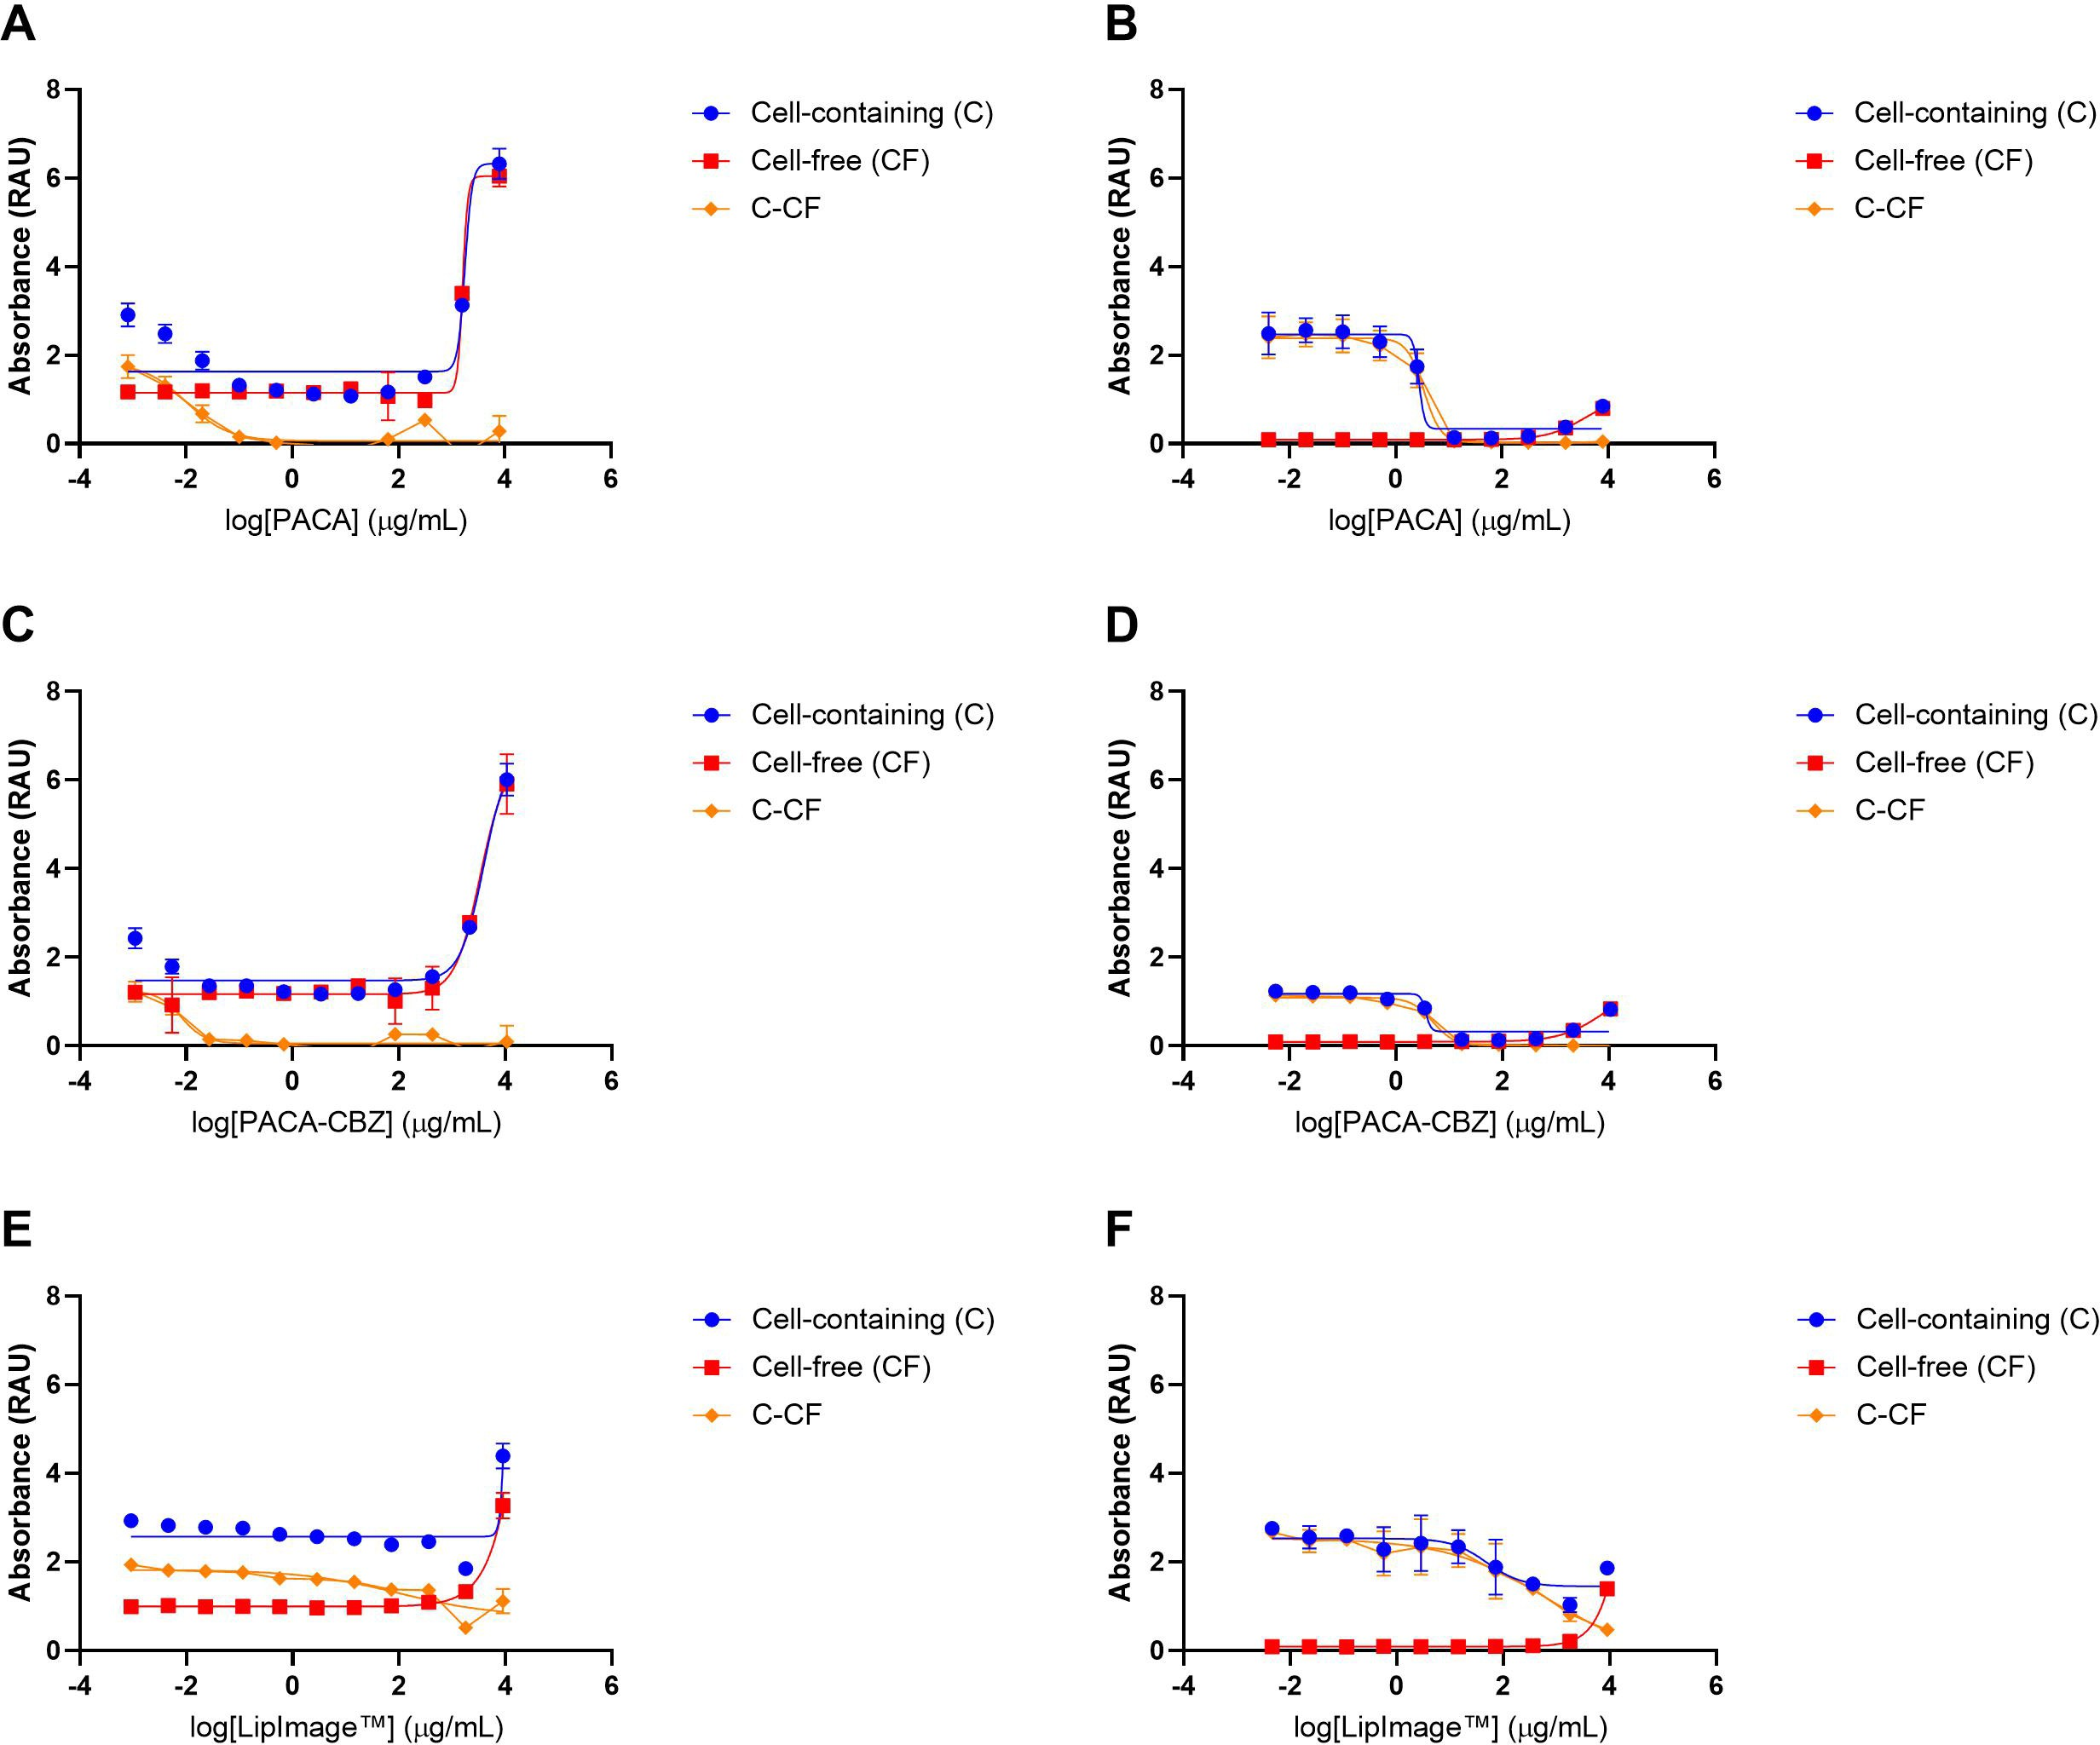 A
Absorbance (RAU)
8
6
4
2
0
-4 -2 0 2 4 6
log[PACA] (μg/mL)
Cell-containing (C)
Cell-free (CF)
C-CF
B
Absorbance (RAU)
8
6
4
2
0
-4 -2 0 2 4 6
log[PACA] (μg/mL)
Cell-containing (C)
Cell-free (CF)
C-CF
C
Absorbance (RAU)
8
6
4
2
0
-4 -2 0 2 4 6
log[PACA-CBZ] (μg/mL)
Cell-containing (C)
Cell-free (CF)
C-CF
D
Absorbance (RAU)
8
6
4
2
0
-4 -2 0 2 4 6
log[PACA-CBZ] (μg/mL)
Cell-containing (C)
Cell-free (CF)
C-CF
E
Absorbance (RAU)
8
6
4
2
0
-4 -2 0 2 4 6
log[LipImage™] (μg/mL)
Cell-containing (C)
Cell-free (CF)
C-CF
F
Absorbance (RAU)
8
6
4
2
0
-4 -2 0 2 4 6
log[LipImage™] (μg/mL)
Cell-containing (C)
Cell-free (CF)
C-CF